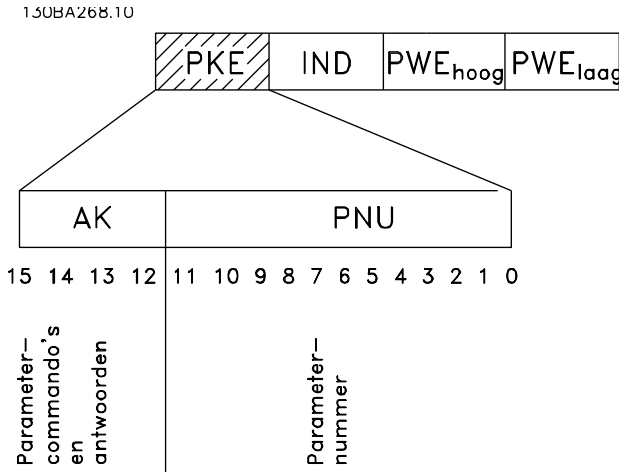 130BA268.10
PKE IND PWEhoog PWElaag
AK PNU
15 14 13 12 11 10 9 8 7 6 5 4 3 2 1 0
Parameter-
commando's
en
antwoorden
Parameter-
nummer